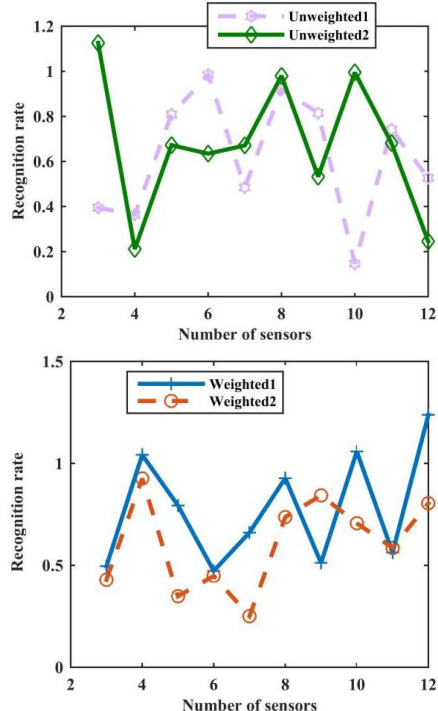 Unweighted1
Unweighted2
1.2
1
0.8
0.6
0.4
0.2
0
Recognition rate
2 4 6 8 10 12
Number of sensors
Weighted1
Weighted2
1.5
1
0.5
0
Recognition rate
2 4 6 8 10 12
Number of sensors